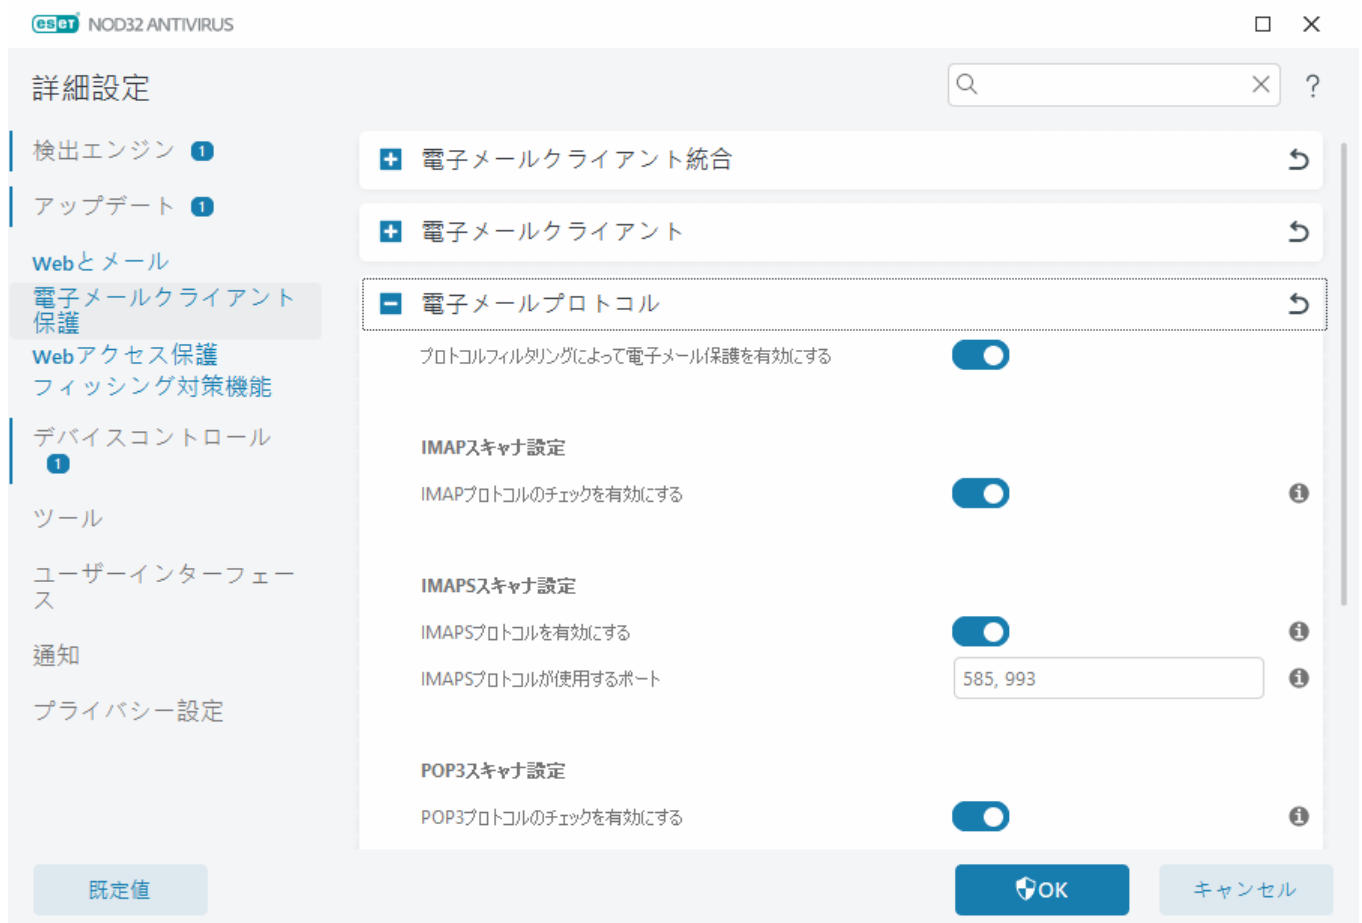 eseT NOD32 ANTIVIRUS
詳細設定
?
検出エンジン 1
アップデート 1
Webとメール
電子メールクライアント
保護
Webアクセス保護
フィッシング対策機能
デバイスコントロール
1
ツール
ユーザーインターフェー
ス
通知
プライバシー設定
電子メールクライアント統合
電子メールクライアント
電子メールプロトコル
プロトコルフィルタリングによって電子メール保護を有効にする
IMAPスキャナ設定
IMAPプロトコルのチェックを有効にする
IMAPSスキャナ設定
IMAPSプロトコルを有効にする
IMAPSプロトコルが使用するポート 585, 993
POP3スキャナ設定
POP3プロトコルのチェックを有効にする
既定値
OK
キャンセル